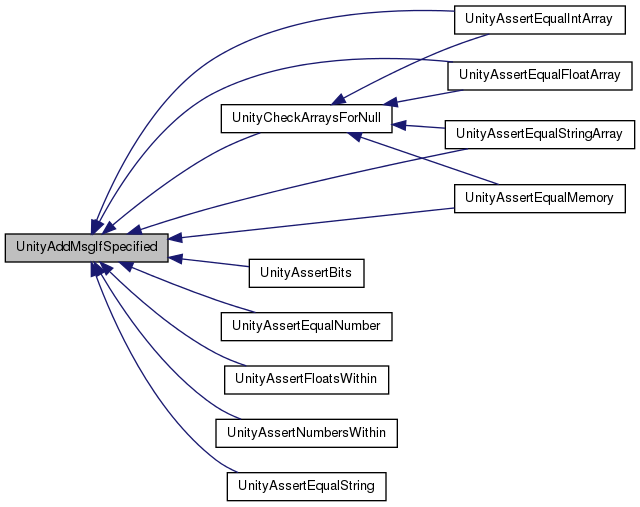 UnityAssertEqualIntArray
UnityAssertEqualFloatArray
UnityCheckArraysForNull
UnityAssertEqualStringArray
UnityAssertEqualMemory
UnityAddMsgIfSpecified
UnityAssertBits
UnityAssertEqualNumber
UnityAssertFloatsWithin
UnityAssertNumbersWithin
UnityAssertEqualString